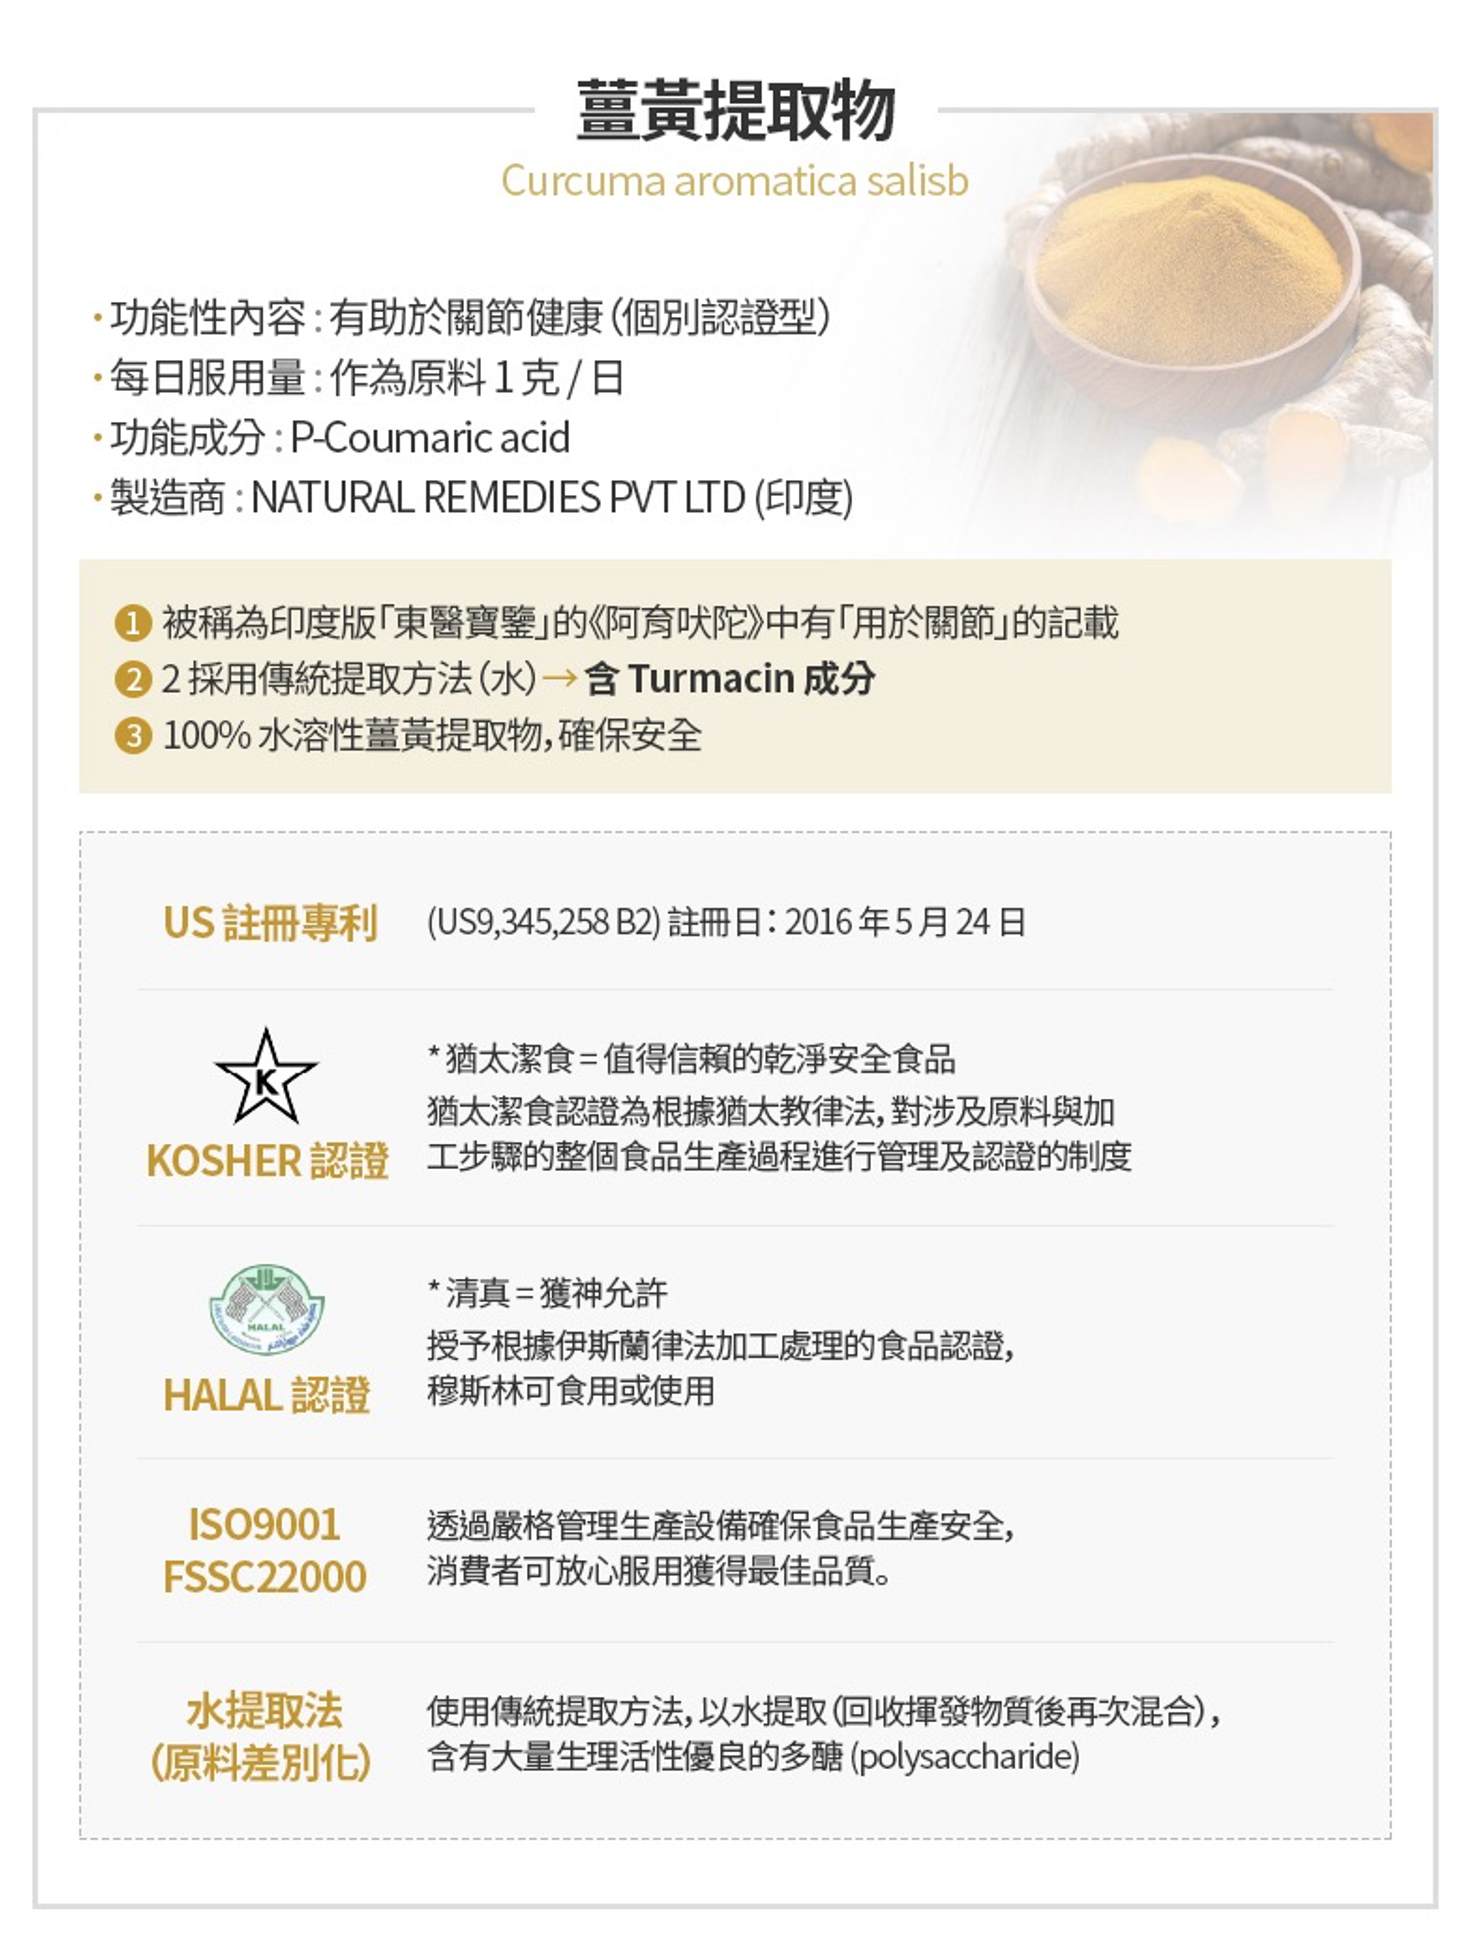 薑黃提取物
Curcuma aromatica salisb
·功能性內容 : 有助於關節健康 (個別認證型)
·每日服用量 : 作為原料 1 克 / 日
·功能成分 : P-Coumaric acid
·製造商 : NATURAL REMEDIES PVT LTD (印度)
1 被稱為印度版「東醫寶鑒」的《阿育吠陀》中有「用於關節」的記載
2 2 採用傳統提取方法 (水) → 含 Turmacin 成分
3 100% 水溶性薑黃提取物, 確保安全
US 註冊專利
(US9,345,258 B2) 註冊日: 2016 年 5 月 24 日
K
KOSHER 認證
* 猶太潔食 = 值得信賴的乾淨安全食品
猶太潔食認證為根據猶太教律法, 對涉及原料與加
工步驟的整個食品生產過程進行管理及認證的制度
HALAL
HALAL 認證
* 清真 = 獲神允許
授予根據伊斯蘭律法加工處理的食品認證,
穆斯林可食用或使用
ISO9001
FSSC22000
透過嚴格管理生產設備確保食品生產安全,
消費者可放心服用獲得最佳品質。
水提取法
(原料差別化)
使用傳統提取方法, 以水提取 (回收揮發物質後再次混合),
含有大量生理活性優良的多醣 (polysaccharide)